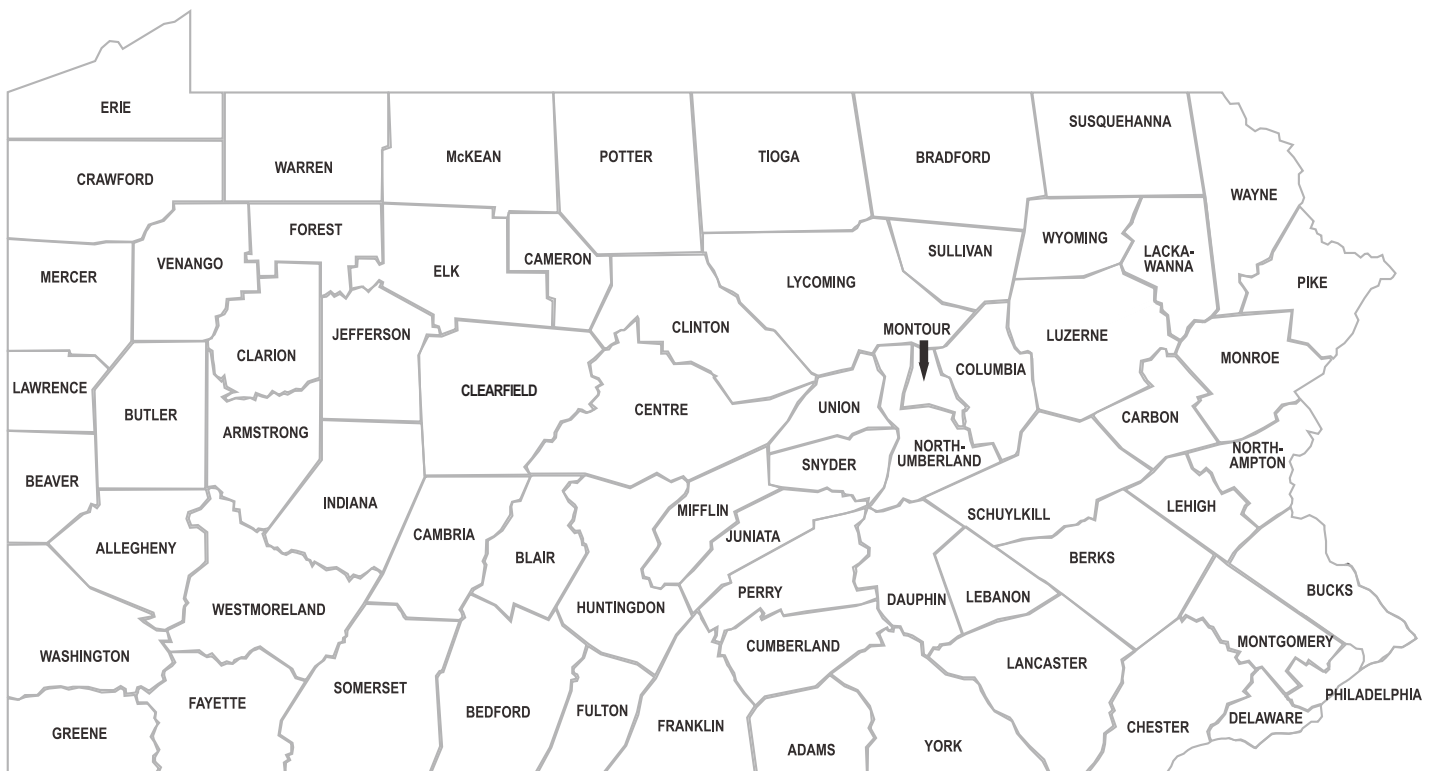 ERIE
CRAWFORD
WARREN
McKEAN
POTTER
TIOGA
BRADFORD
SUSQUEHANNA
WAYNE
MERCER
VENANGO
FOREST
ELK
CAMERON
LYCOMING
SULLIVAN
WYOMING
LACKA-
WANNA
PIKE
CLARION
JEFFERSON
CLINTON
MONTOUR
COLUMBIA
LUZERNE
MONROE
LAWRENCE
BUTLER
ARMSTRONG
CLEARFIELD
CENTRE
UNION
CARBON
BEAVER
INDIANA
SNYDER
NORTH-
UMBERLAND
NORTH-
AMPTON
ALLEGHENY
CAMBRIA
BLAIR
MIFFLIN
JUNIATA
SCHUYLKILL
LEHIGH
WESTMORELAND
HUNTINGDON
PERRY
DAUPHIN
LEBANON
BERKS
BUCKS
WASHINGTON
CUMBERLAND
LANCASTER
MONTGOMERY
GREENE
FAYETTE
SOMERSET
BEDFORD
FULTON
FRANKLIN
ADAMS
YORK
CHESTER
DELAWARE
PHILADELPHIA